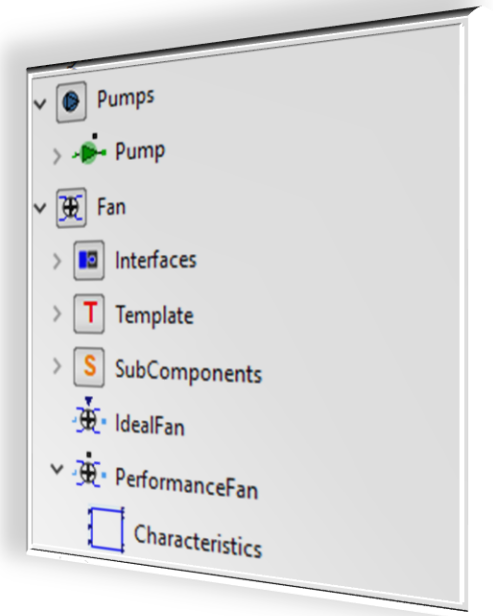 Pumps
Pump
Fan
Interfaces
T Template
S SubComponents
IdealFan
PerformanceFan
Characteristics